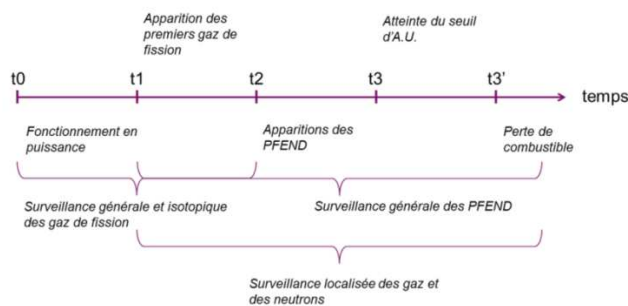 Apparition des
premiers gaz de
fission
Atteinte du seuil
d'A.U.
t0
t1
t2
t3
t3'
temps
Fonctionnement en
puissance
Apparitions des
PFEND
Perte de
combustible
Surveillance générale et isotopique
des gaz de fission
Surveillance générale des PFEND
Surveillance localisée des gaz et
des neutrons